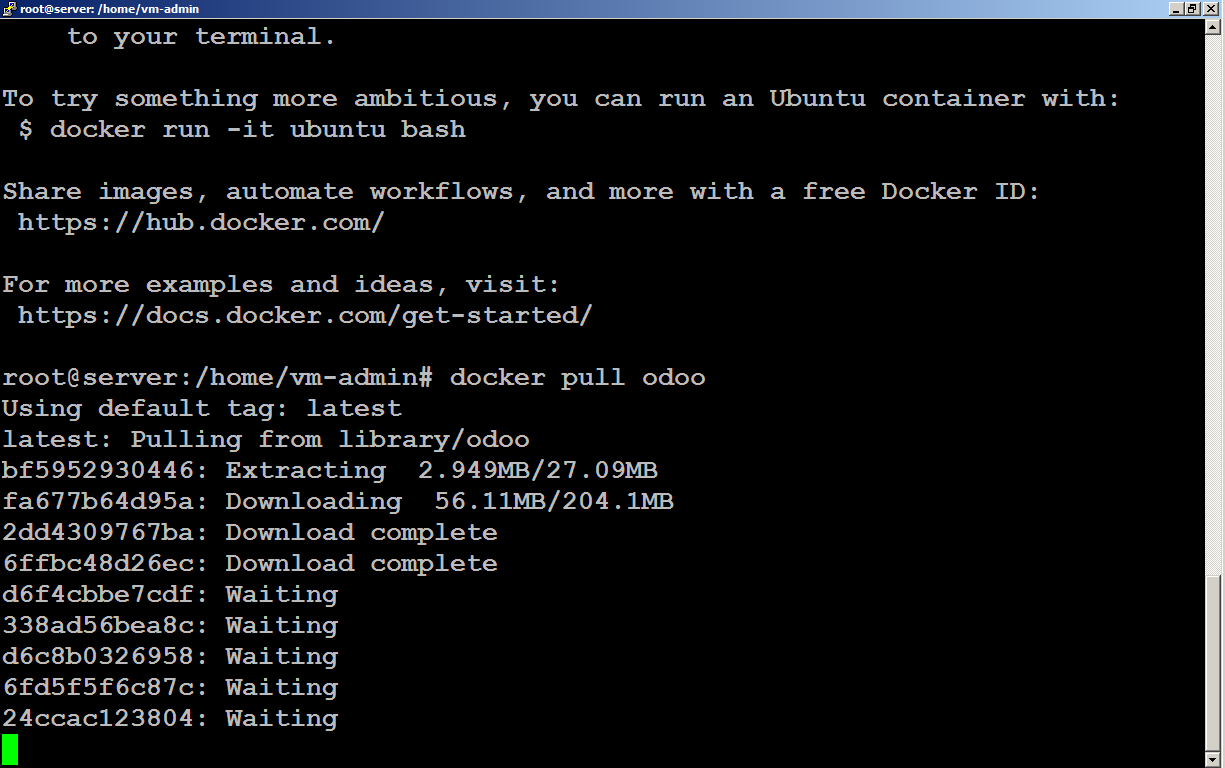 root@server: /home/vm-admin
to your terminal.
To try something more ambitious, you can run an Ubuntu container with:
$ docker run -it ubuntu bash
Share images, automate workflows, and more with a free Docker ID:
https://hub.docker.com/
For more examples and ideas, visit:
https://docs.docker.com/get-started/
root@server:/home/vm-admin# docker pull odoo
Using default tag: latest
latest: Pulling from library/odoo
bf5952930446: Extracting  2.949MB/27.09MB
fa677b64d95a: Downloading  56.11MB/204.1MB
2dd4309767ba: Download complete
6ffbc48d26ec: Download complete
d6f4cbbe7cdf: Waiting
338ad56bea8c: Waiting
d6c8b0326958: Waiting
6fd5f5f6c87c: Waiting
24ccac123804: Waiting